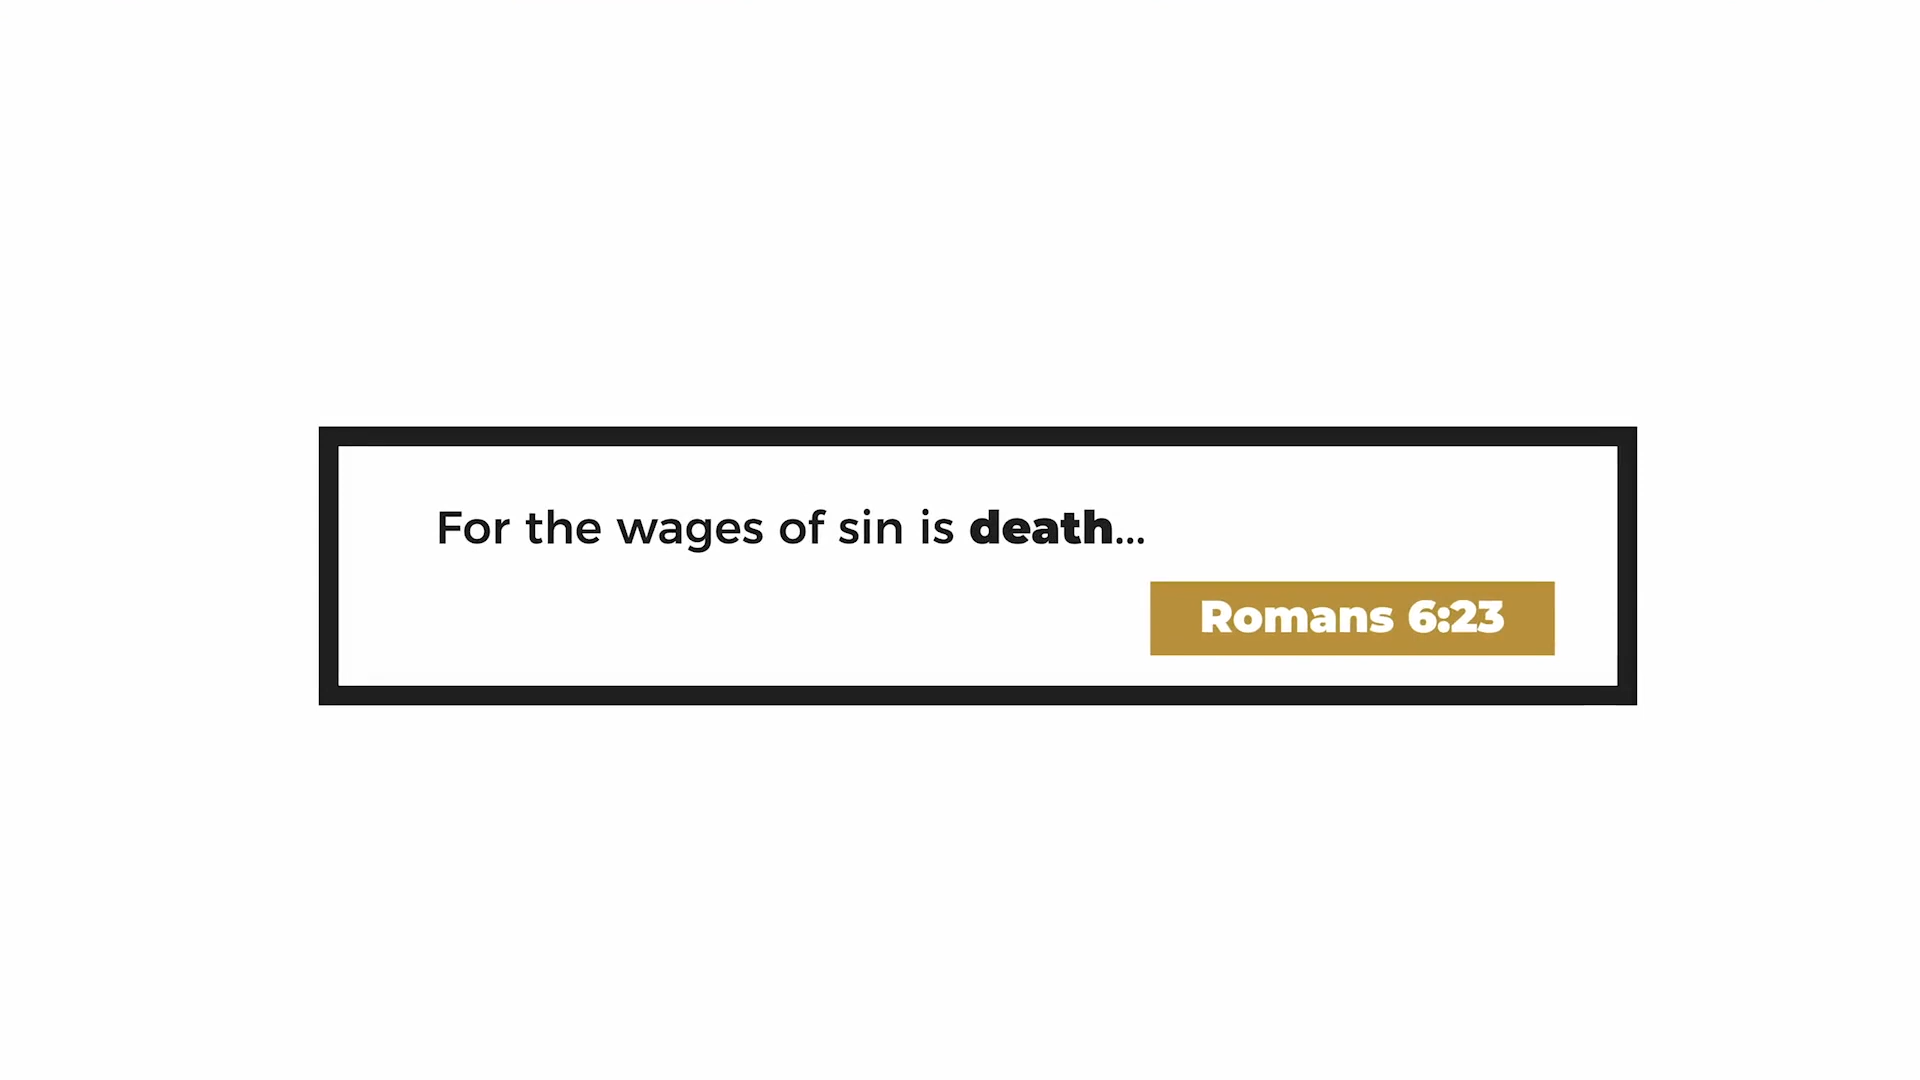 For the wages of sin is death...
Romans 6:23